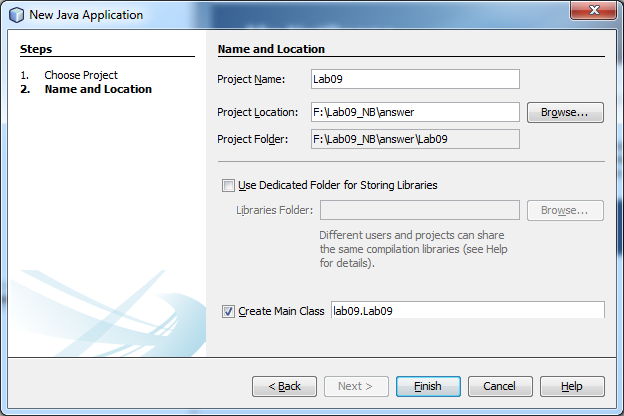 New Java Application
Steps
1. Choose Project
2. Name and Location
Name and Location
Project Name: Lab09
Project Location: F:\Lab09_NB\answer Browse...
Project Folder: F:\Lab09_NB\answer\Lab09
Use Dedicated Folder for Storing Libraries
Libraries Folder: Browse...
Different users and projects can share
the same compilation libraries (see Help
for details).
Create Main Class lab09.Lab09
< Back Next > Finish Cancel Help